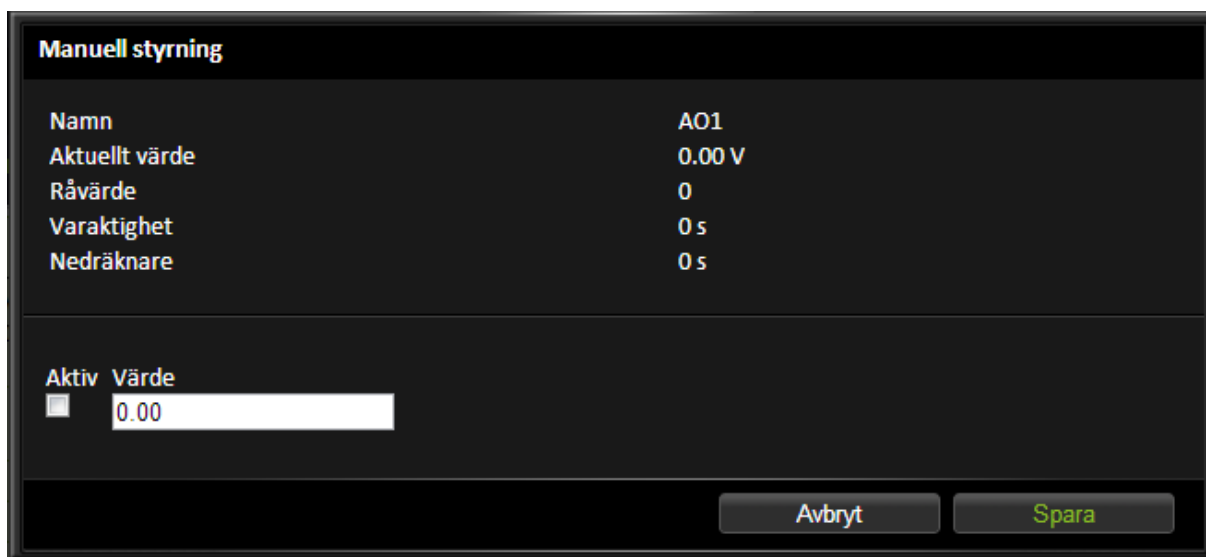 Manuell styrning
Namn AO1
Aktuellt värde 0.00 V
Råvärde 0
Varaktighet 0 s
Nedräknare 0 s
Aktiv Värde
0.00
Avbryt Spara